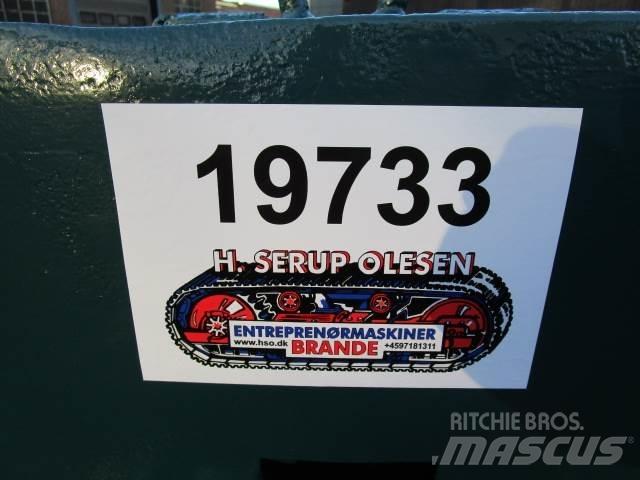 19733
H. SERUP OLESEN
ENTREPRENØRMASKINER
www.hso.dk BRANDE +4597181311
RITCHIE BROS.
MASCUS